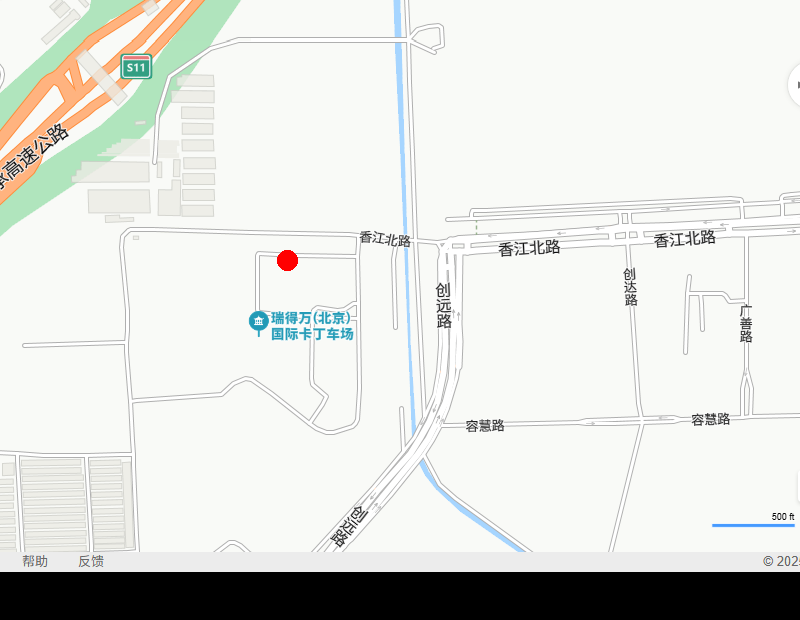 S11
承高速公路
香江北路
香江北路
香江北路
创远路
创达路
广善路
瑞得万(北京)
国际卡丁车场
容慧路
容慧路
创远路
500 ft
帮助
反馈
© 202